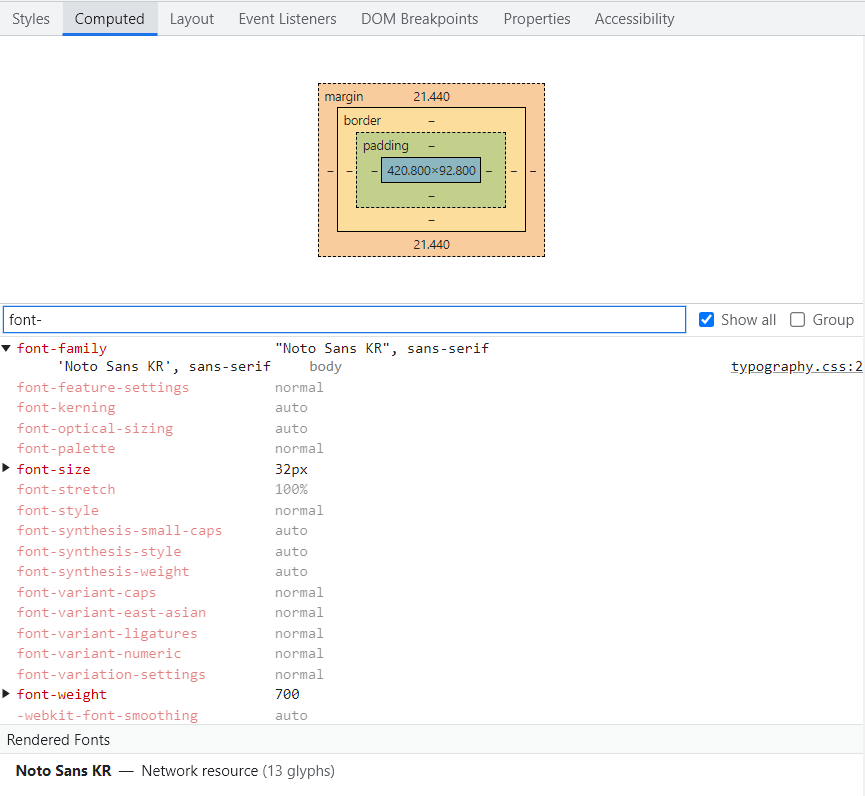 Styles Computed Layout Event Listeners DOM Breakpoints Properties Accessibility
margin 21.440
border –
padding –
– – – 420.800×92.800 – – –
–
–
21.440
font- Show all Group
font-family "Noto Sans KR", sans-serif
'Noto Sans KR', sans-serif body typography.css:2
font-feature-settings normal
font-kerning auto
font-optical-sizing auto
font-palette normal
font-size 32px
font-stretch 100%
font-style normal
font-synthesis-small-caps auto
font-synthesis-style auto
font-synthesis-weight auto
font-variant-caps normal
font-variant-east-asian normal
font-variant-ligatures normal
font-variant-numeric normal
font-variation-settings normal
font-weight 700
-webkit-font-smoothing auto
Rendered Fonts
Noto Sans KR — Network resource (13 glyphs)